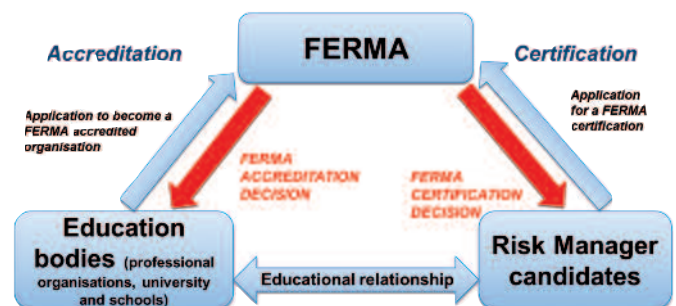 FERMA
Accreditation
Certification
Application to become a
FERMA accredited
organisation
Application
for a FERMA
certification
FERMA
ACCREDITATION
DECISION
FERMA
CERTIFICATION
DECISION
Education
bodies (professional
organisations, university
and schools)
Educational relationship
Risk Manager
candidates